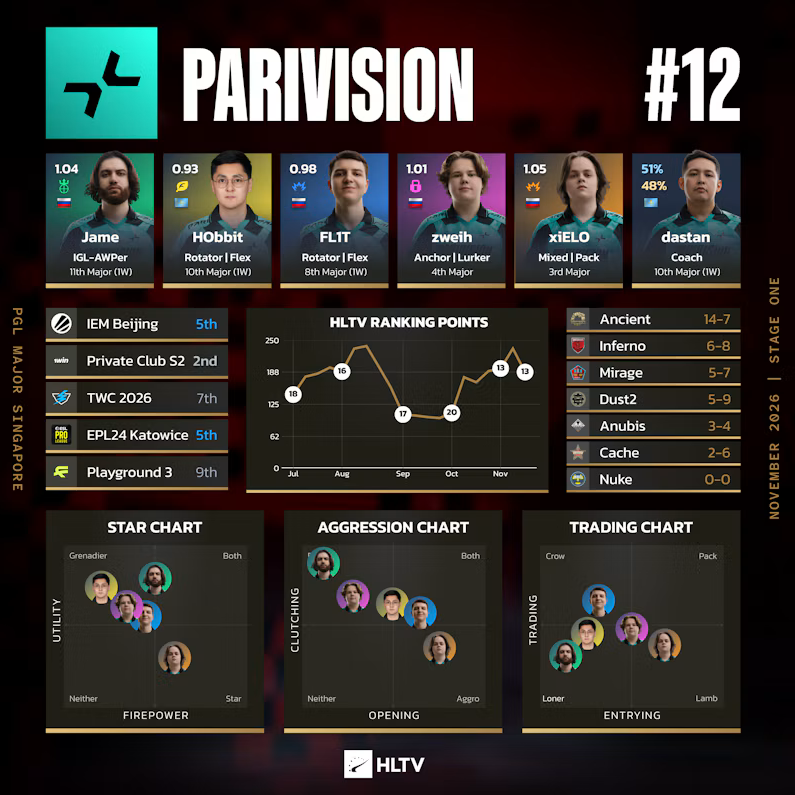 PARIVISION
#12
1.04
Jame
IGL-AWPer
11th Major (1W)
0.93
HObbit
Rotator | Flex
10th Major (1W)
0.98
FL1T
Rotator | Flex
8th Major (1W)
1.01
zweih
Anchor | Lurker
4th Major
1.05
xiELO
Mixed | Pack
3rd Major
51%
48%
dastan
Coach
10th Major (1W)
PGL MAJOR SINGAPORE
IEM Beijing 5th
1win Private Club S2 2nd
TWC 2026 7th
ESL PRO LEAGUE EPL24 Katowice 5th
Playground 3 9th
HLTV RANKING POINTS
250
188
125
62
0
18
16
17
20
13
13
Jul Aug Sep Oct Nov
Ancient 14-7
Inferno 6-8
Mirage 5-7
Dust2 5-9
Anubis 3-4
Cache 2-6
Nuke 0-0
NOVEMBER 2026 | STAGE ONE
STAR CHART
Grenadier Both
UTILITY
Neither Star
FIREPOWER
AGGRESSION CHART
Both
CLUTCHING
Neither Aggro
OPENING
TRADING CHART
Crow Pack
TRADING
Loner Lamb
ENTRYING
HLTV